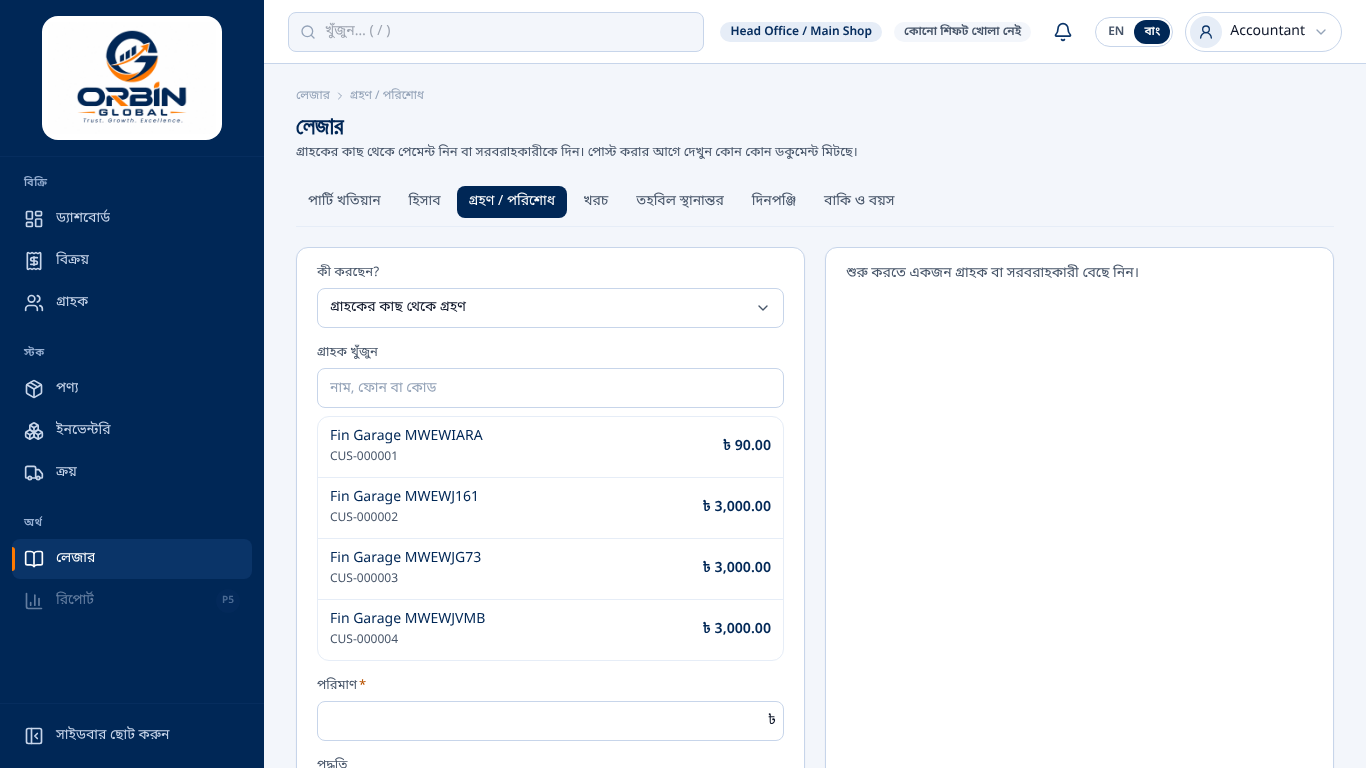 ORBIN
GLOBAL
Trust. Growth. Excellence.
বিক্রি
ড্যাশবোর্ড
বিক্রয়
গ্রাহক
স্টক
পণ্য
ইনভেন্টরি
ক্রয়
অর্থ
লেজার
রিপোর্ট P5
সাইডবার ছোট করুন
খুঁজুন... ( / )
Head Office / Main Shop
কোনো শিফট খোলা নেই
EN বাং
Accountant
লেজার > গ্রহণ / পরিশোধ
লেজার
গ্রাহকের কাছ থেকে পেমেন্ট নিন বা সরবরাহকারীকে দিন। পোস্ট করার আগে দেখুন কোন কোন ডকুমেন্ট মিটছে।
পার্টি খতিয়ান হিসাব গ্রহণ / পরিশোধ খরচ তহবিল স্থানান্তর দিনপঞ্জি বাকি ও বয়স
কী করছেন?
গ্রাহকের কাছ থেকে গ্রহণ
গ্রাহক খুঁজুন
নাম, ফোন বা কোড
Fin Garage MWEWIARA
CUS-000001
৳ 90.00
Fin Garage MWEWJ161
CUS-000002
৳ 3,000.00
Fin Garage MWEWJG73
CUS-000003
৳ 3,000.00
Fin Garage MWEWJVMB
CUS-000004
৳ 3,000.00
পরিমাণ *
৳
পদ্ধতি
শুরু করতে একজন গ্রাহক বা সরবরাহকারী বেছে নিন।